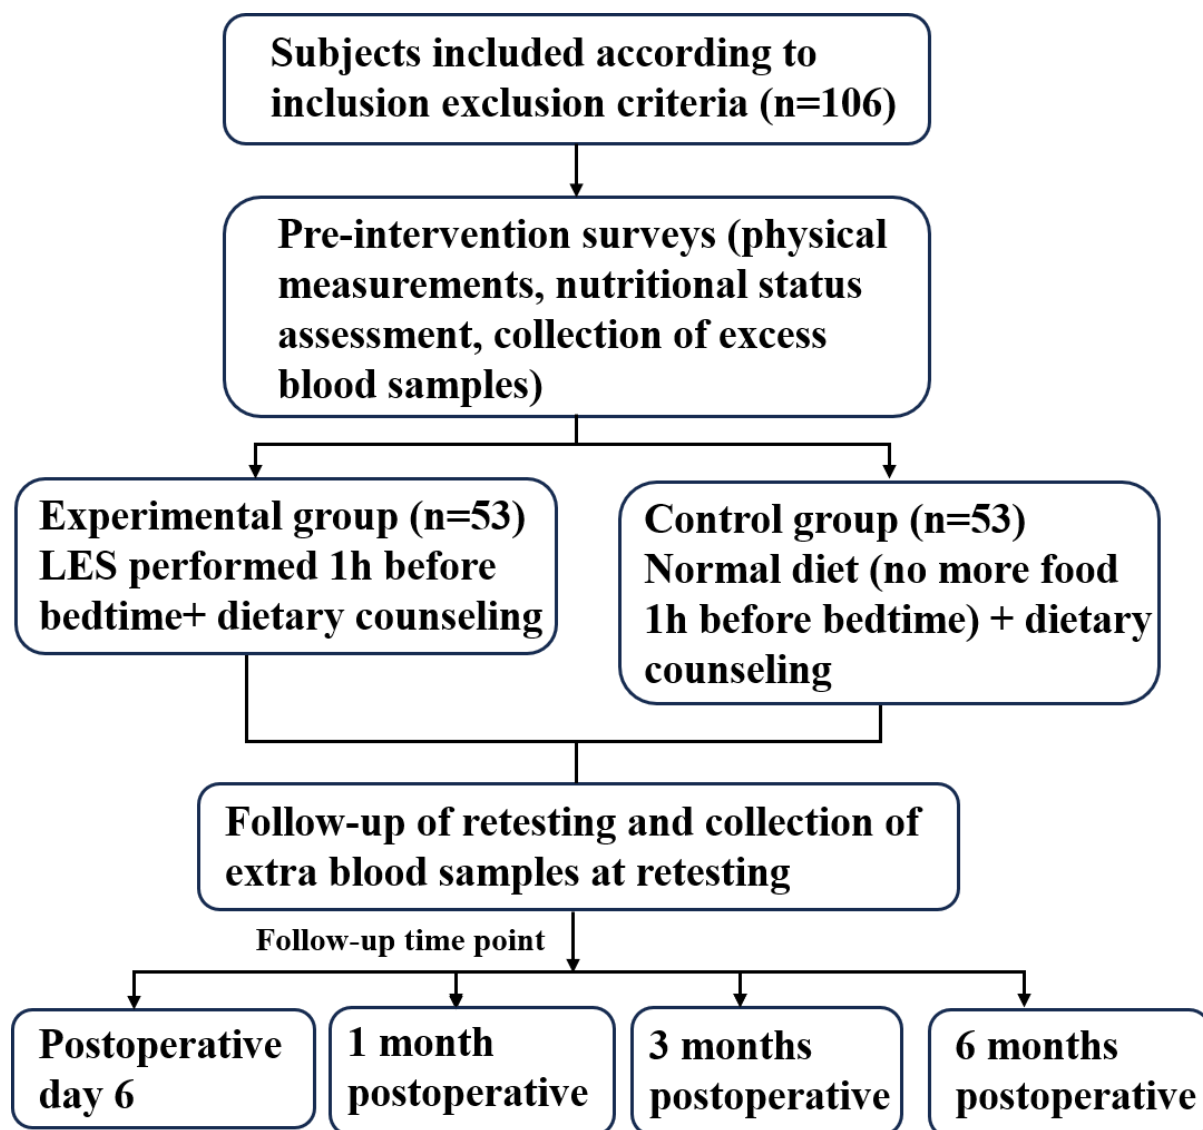 Subjects included according to
inclusion exclusion criteria (n=106)
Pre-intervention surveys (physical
measurements, nutritional status
assessment, collection of excess
blood samples)
Experimental group (n=53)
LES performed 1h before
bedtime+ dietary counseling
Control group (n=53)
Normal diet (no more food
1h before bedtime) + dietary
counseling
Follow-up of retesting and collection of
extra blood samples at retesting
Follow-up time point
Postoperative
day 6
1 month
postoperative
3 months
postoperative
6 months
postoperative